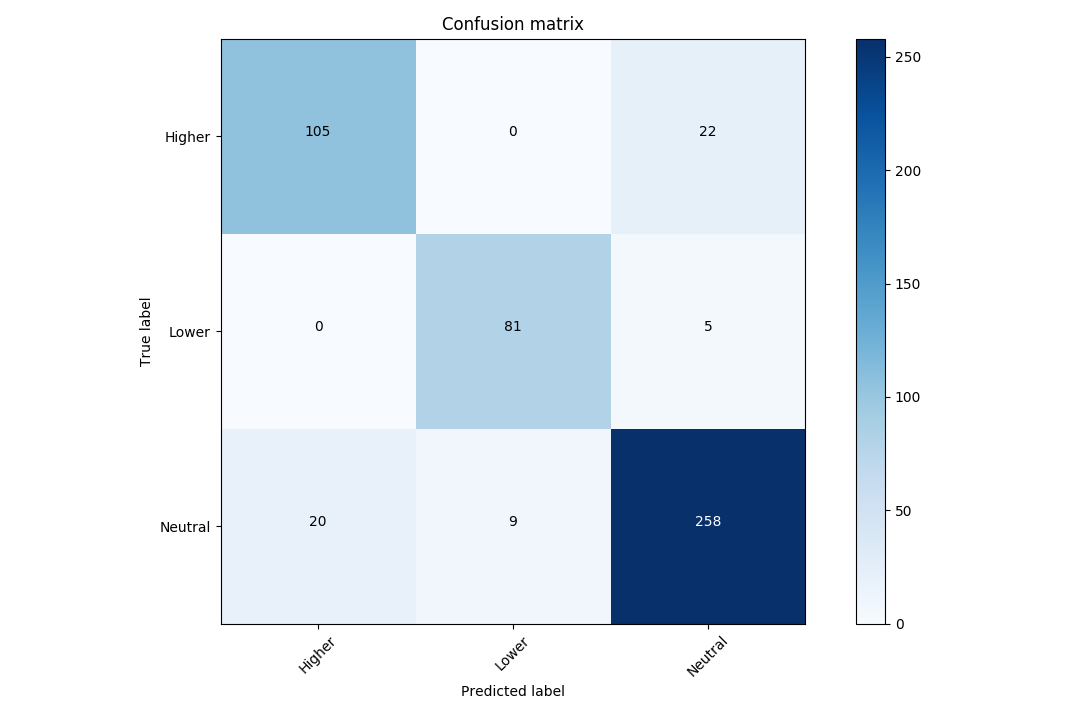 Confusion matrix
Higher
105
0
22
Lower
0
81
5
Neutral
20
9
258
Higher
Lower
Neutral
True label
Predicted label
250
200
150
100
50
0